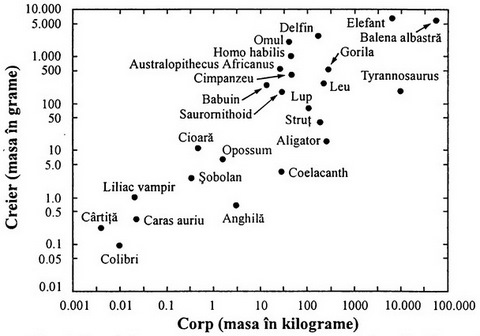 Creier (masa în grame)
10.000
5.000
1.000
500
100
50
10
5.0
1.0
0.5
0.1
0.05
0.01
Delfin
Elefant
Omul
Balena albastră
Homo habilis
Gorila
Australopithecus Africanus
Cimpanzeu
Tyrannosaurus
Babuin
Leu
Lup
Saurornithoid
Struț
Cioară
Aligator
Opossum
Șobolan
Coelacanth
Liliac vampir
Cârtiță
Caras auriu
Anghilă
Colibri
0.001 0.01 0.1 1 10 100 1000 10.000 100.000
Corp (masa în kilograme)